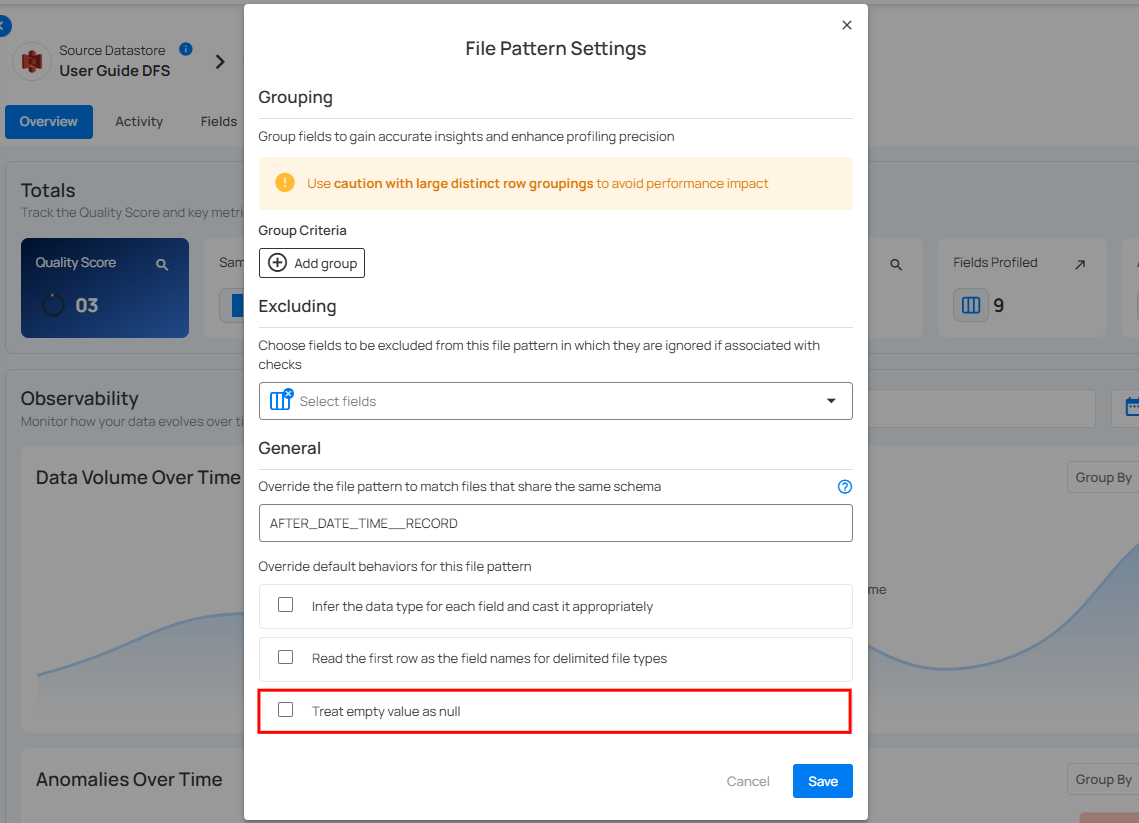 File Pattern Settings
Source Datastore
User Guide DFS
Overview
Activity
Fields
Grouping
Group fields to gain accurate insights and enhance profiling precision
Use caution with large distinct row groupings to avoid performance impact
Group Criteria
Add group
Totals
Track the Quality Score and key metri
Quality Score
03
Sam
Fields Profiled
9
Excluding
Choose fields to be excluded from this file pattern in which they are ignored if associated with
checks
Select fields
Observability
Monitor how your data evolves over ti
General
Data Volume Over Time
Group By
Override the file pattern to match files that share the same schema
AFTER_DATE_TIME__RECORD
Override default behaviors for this file pattern
Infer the data type for each field and cast it appropriately
me
Read the first row as the field names for delimited file types
Treat empty value as null
Anomalies Over Time
Group By
Cancel
Save